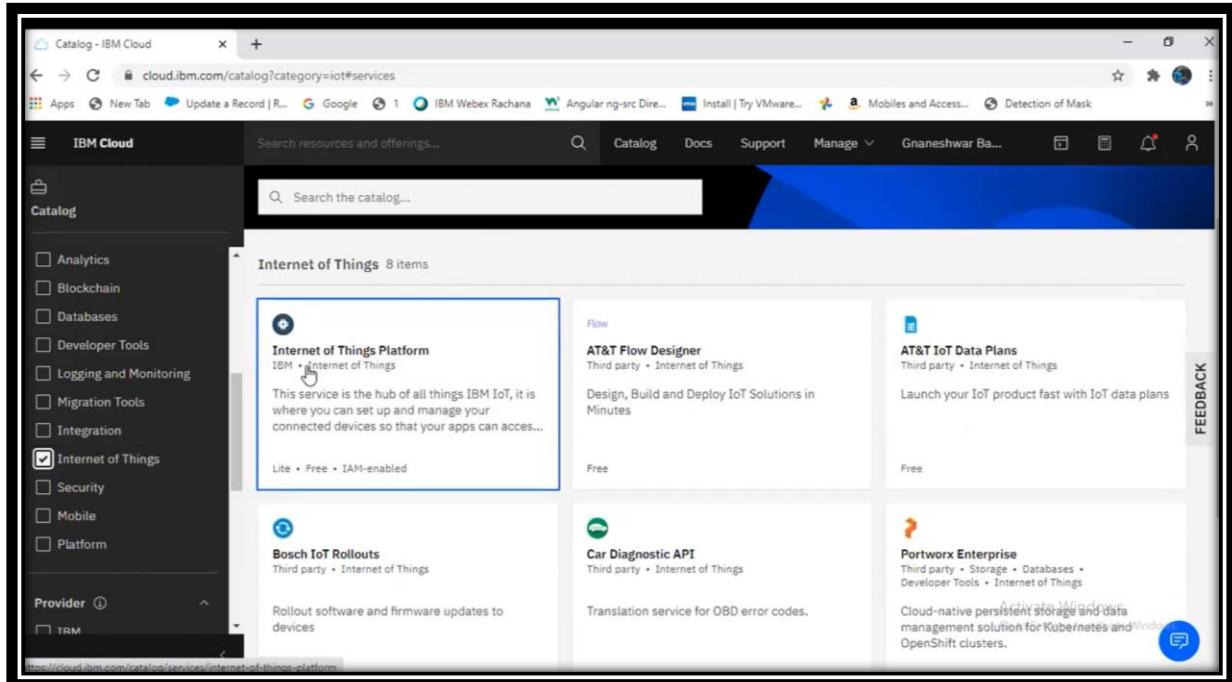 Catalog - IBM Cloud
cloud.ibm.com/catalog?category=iot#services
Apps New Tab Update a Record | R... Google 1 IBM Webex Rachana Angular ng-src Dire... Install | Try VMware... Mobiles and Access... Detection of Mask
IBM Cloud Search resources and offerings... Catalog Docs Support Manage Gnaneshwar Ba...
Catalog
Search the catalog...
Analytics
Blockchain
Databases
Developer Tools
Logging and Monitoring
Migration Tools
Integration
Internet of Things
Security
Mobile
Platform
Provider
IBM
Internet of Things 8 items
Internet of Things Platform
IBM • Internet of Things
This service is the hub of all things IBM IoT, it is
where you can set up and manage your
connected devices so that your apps can acces...
Lite • Free • IAM-enabled
Flow
AT&T Flow Designer
Third party • Internet of Things
Design, Build and Deploy IoT Solutions in
Minutes
Free
AT&T IoT Data Plans
Third party • Internet of Things
Launch your IoT product fast with IoT data plans
Free
Bosch IoT Rollouts
Third party • Internet of Things
Rollout software and firmware updates to
devices
Car Diagnostic API
Third party • Internet of Things
Translation service for OBD error codes.
Portworx Enterprise
Third party • Storage • Databases •
Developer Tools • Internet of Things
Cloud-native persistent storage and data
management solution for Kubernetes and
OpenShift clusters.
Activate Windows
FEEDBACK
https://cloud.ibm.com/catalog/services/internet-of-things-platform